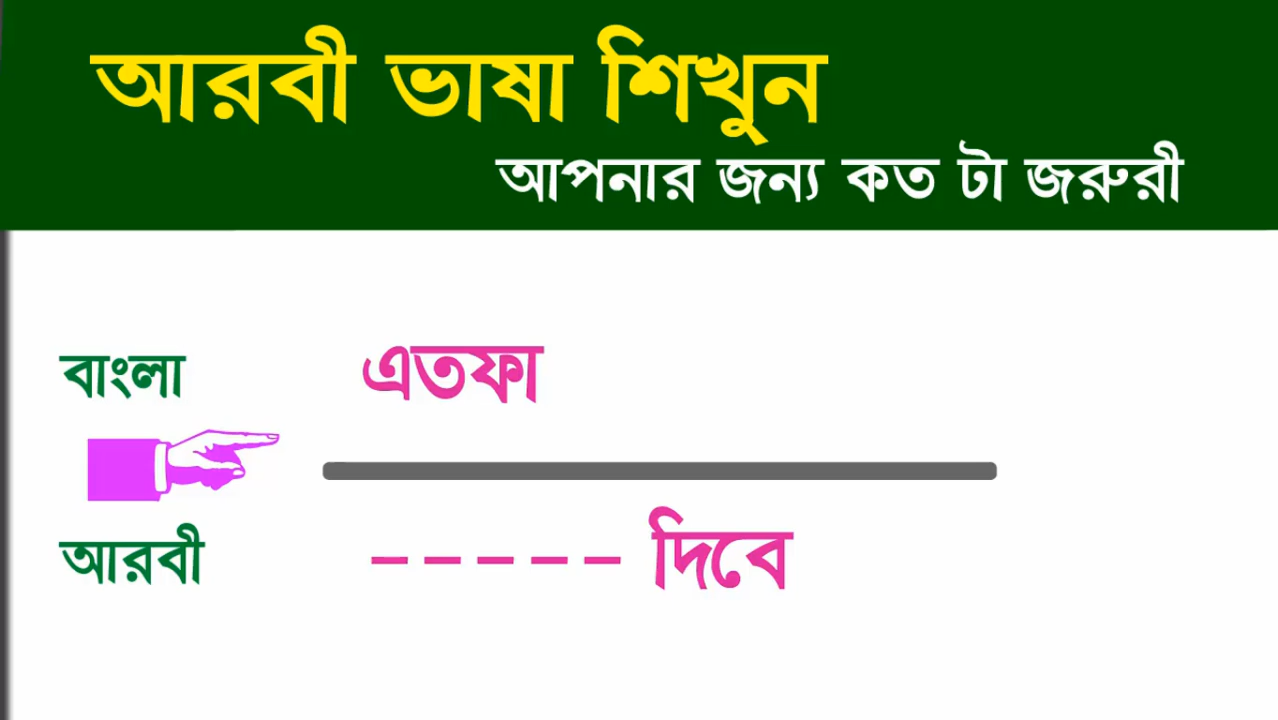 আরবী ভাষা শিখুন
আপনার জন্য কত টা জরুরী
বাংলা এতফা
আরবী – – – – – দিবে